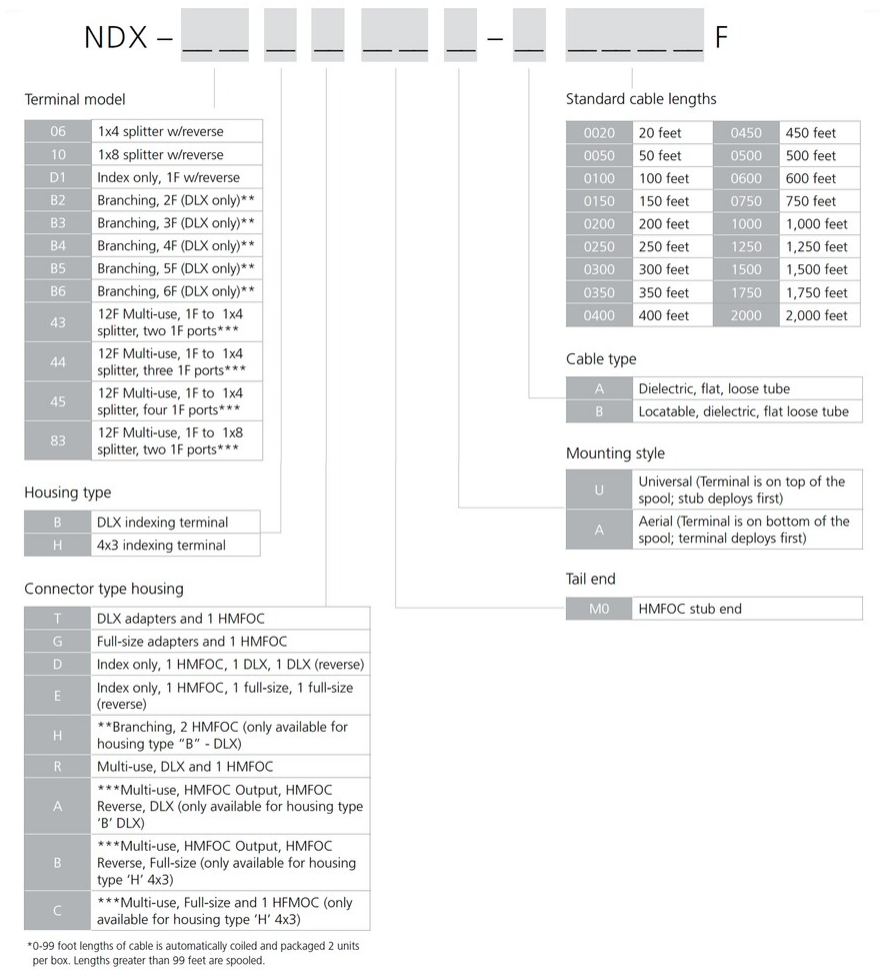 NDX – __ __ __ __ __ __ __ – __ __ __ __ __ F
Terminal model
06 1x4 splitter w/reverse
10 1x8 splitter w/reverse
D1 Index only, 1F w/reverse
B2 Branching, 2F (DLX only)**
B3 Branching, 3F (DLX only)**
B4 Branching, 4F (DLX only)**
B5 Branching, 5F (DLX only)**
B6 Branching, 6F (DLX only)**
43 12F Multi-use, 1F to 1x4
splitter, two 1F ports***
44 12F Multi-use, 1F to 1x4
splitter, three 1F ports***
45 12F Multi-use, 1F to 1x4
splitter, four 1F ports***
83 12F Multi-use, 1F to 1x8
splitter, two 1F ports***
Housing type
B DLX indexing terminal
H 4x3 indexing terminal
Connector type housing
T DLX adapters and 1 HMFOC
G Full-size adapters and 1 HMFOC
D Index only, 1 HMFOC, 1 DLX, 1 DLX (reverse)
E Index only, 1 HMFOC, 1 full-size, 1 full-size
(reverse)
H **Branching, 2 HMFOC (only available for
housing type “B” - DLX)
R Multi-use, DLX and 1 HMFOC
A ***Multi-use, HMFOC Output, HMFOC
Reverse, DLX (only available for housing type
‘B’ DLX)
B ***Multi-use, HMFOC Output, HMFOC
Reverse, Full-size (only available for housing
type ‘H’ 4x3)
C ***Multi-use, Full-size and 1 HFMOC (only
available for housing type ‘H’ 4x3)
*0-99 foot lengths of cable is automatically coiled and packaged 2 units
per box. Lengths greater than 99 feet are spooled.
Standard cable lengths
0020 20 feet 0450 450 feet
0050 50 feet 0500 500 feet
0100 100 feet 0600 600 feet
0150 150 feet 0750 750 feet
0200 200 feet 1000 1,000 feet
0250 250 feet 1250 1,250 feet
0300 300 feet 1500 1,500 feet
0350 350 feet 1750 1,750 feet
0400 400 feet 2000 2,000 feet
Cable type
A Dielectric, flat, loose tube
B Locatable, dielectric, flat loose tube
Mounting style
U Universal (Terminal is on top of the
spool; stub deploys first)
A Aerial (Terminal is on bottom of the
spool; terminal deploys first)
Tail end
M0 HMFOC stub end